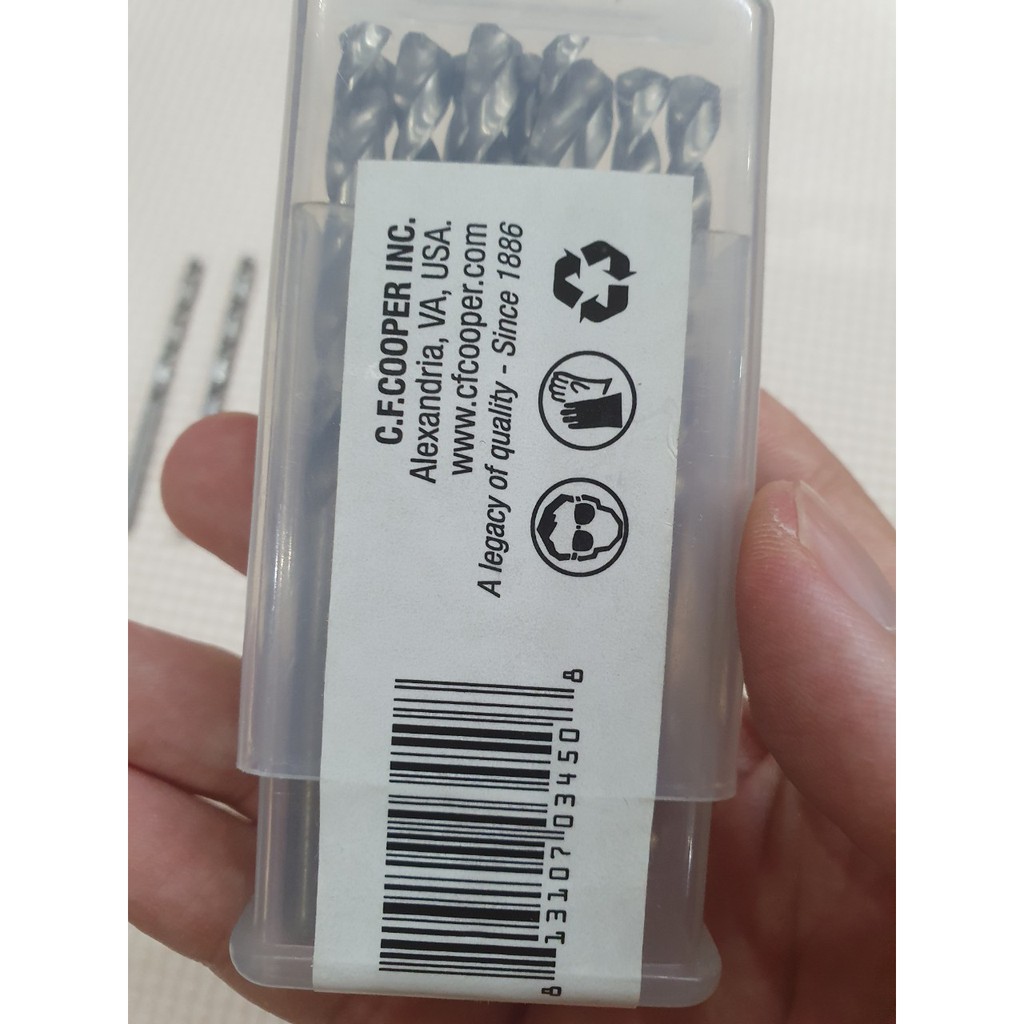 C.F.COOPER INC.
Alexandria, VA, USA.
www.cfcooper.com
A legacy of quality - Since 1886
8 13107 03450 8